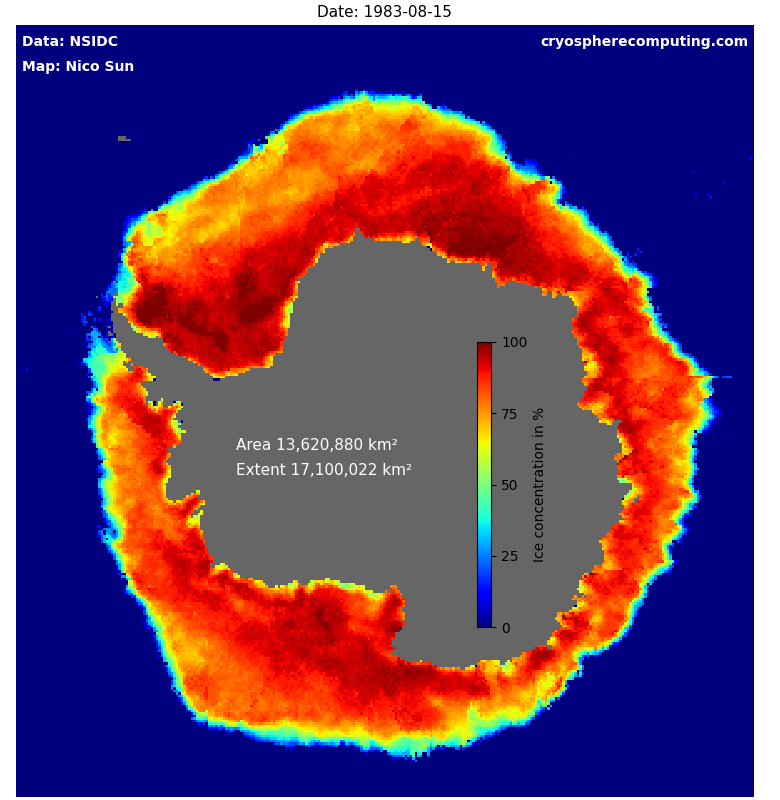 Date: 1983-08-15
Data: NSIDC
cryospherecomputing.com
Map: Nico Sun
100
75
50
25
0
Ice concentration in %
Area 13,620,880 km²
Extent 17,100,022 km²